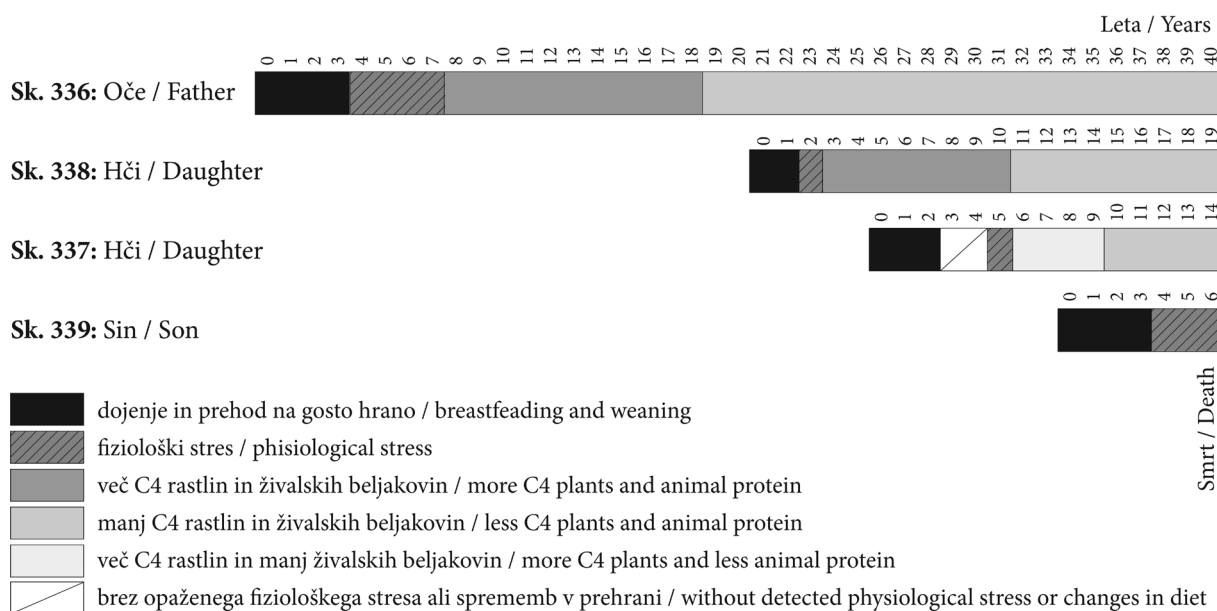 Leta / Years
0 1 2 3 4 5 6 7 8 9 10 11 12 13 14 15 16 17 18 19 20 21 22 23 24 25 26 27 28 29 30 31 32 33 34 35 36 37 38 39 40
Sk. 336: Oče / Father
0 1 2 3 4 5 6 7 8 9 10 11 12 13 14 15 16 17 18 19
Sk. 338: Hči / Daughter
0 1 2 3 4 5 6 7 8 9 10 11 12 13 14
Sk. 337: Hči / Daughter
0 1 2 3 4 5 6
Sk. 339: Sin / Son
Smrt / Death
dojenje in prehod na gosto hrano / breastfeading and weaning
fiziološki stres / phisiological stress
več C4 rastlin in živalskih beljakovin / more C4 plants and animal protein
manj C4 rastlin in živalskih beljakovin / less C4 plants and animal protein
več C4 rastlin in manj živalskih beljakovin / more C4 plants and less animal protein
brez opaženega fiziološkega stresa ali sprememb v prehrani / without detected physiological stress or changes in diet